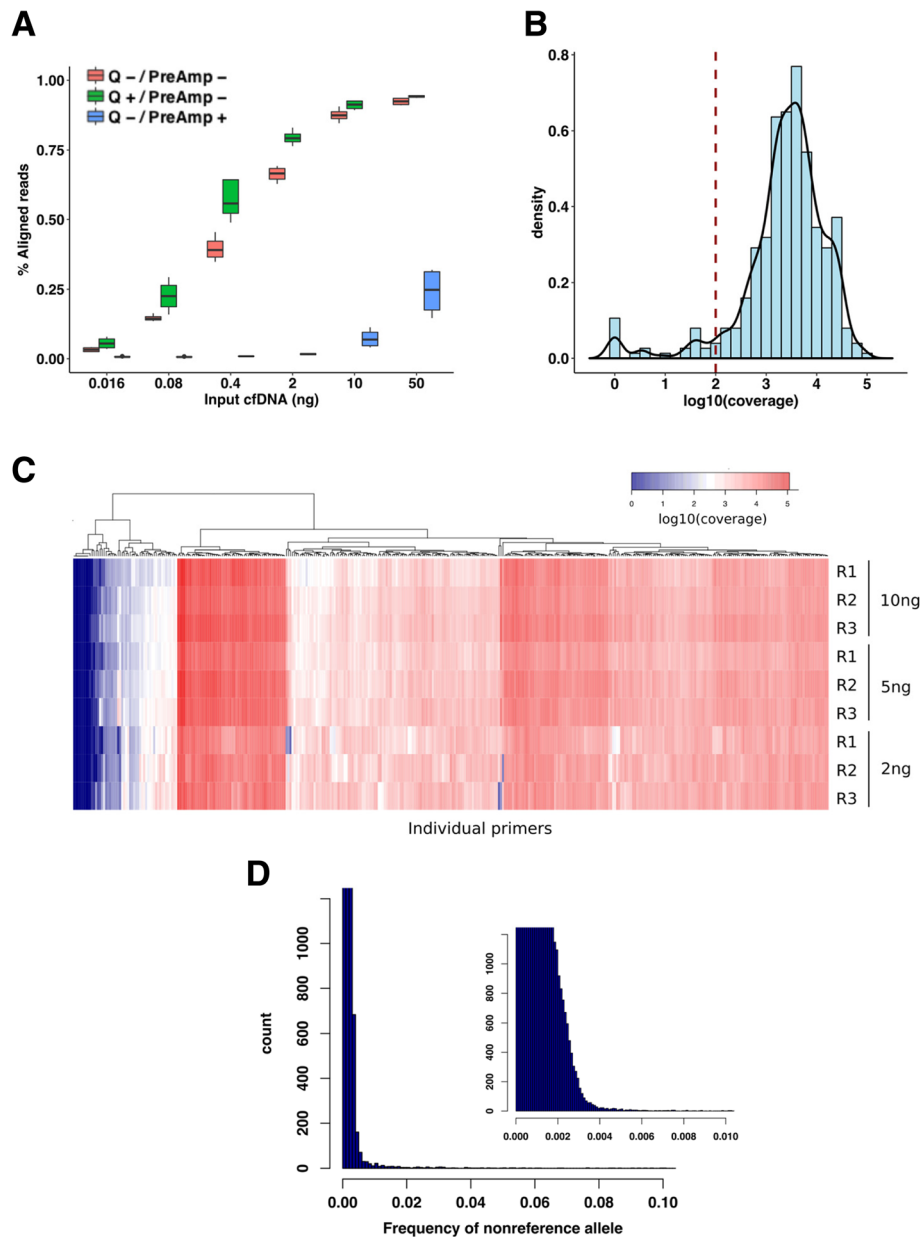 A
Q − / PreAmp −
Q + / PreAmp −
Q − / PreAmp +
1.00
0.75
0.50
0.25
0.00
% Aligned reads
0.016 0.08 0.4 2 10 50
Input cfDNA (ng)
B
0.8
0.6
0.4
0.2
0.0
density
0 1 2 3 4 5
log10(coverage)
C
0 1 2 3 4 5
log10(coverage)
R1
R2
R3
10ng
R1
R2
R3
5ng
R1
R2
R3
2ng
Individual primers
D
1000
800
600
400
200
0
count
0.00 0.02 0.04 0.06 0.08 0.10
Frequency of nonreference allele
1000
800
600
400
200
0
0.000 0.002 0.004 0.006 0.008 0.010